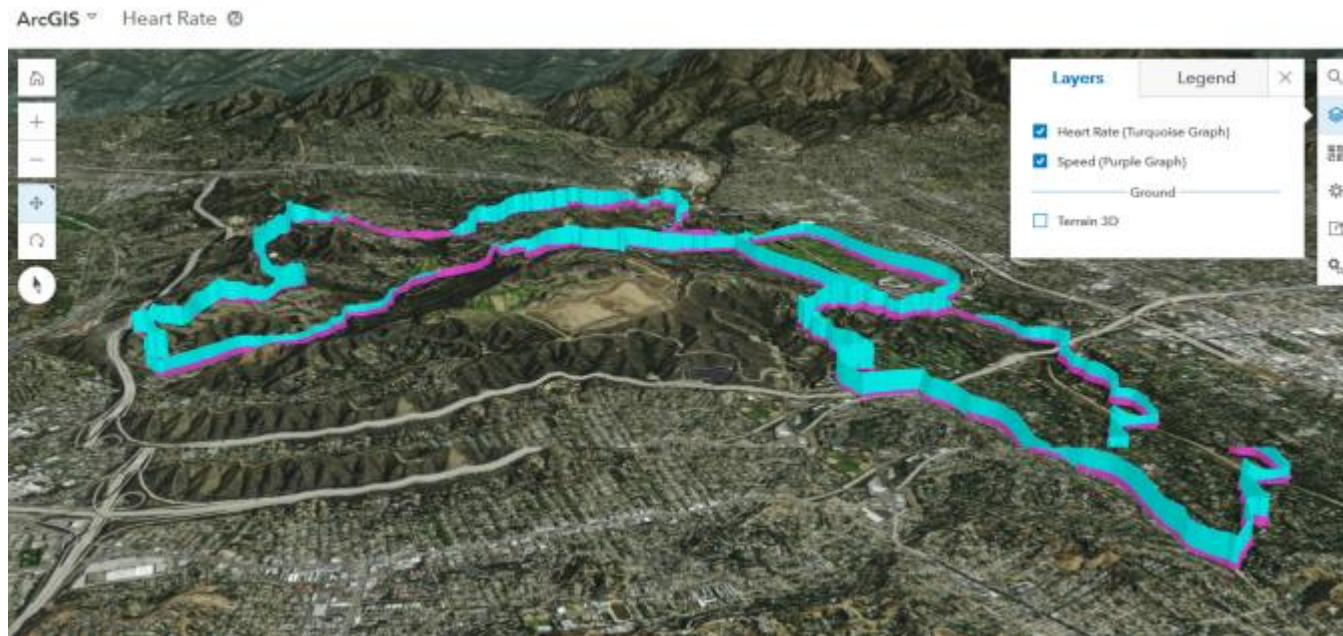 ArcGIS Heart Rate
Layers Legend
Heart Rate (Turquoise Graph)
Speed (Purple Graph)
Ground
Terrain 3D